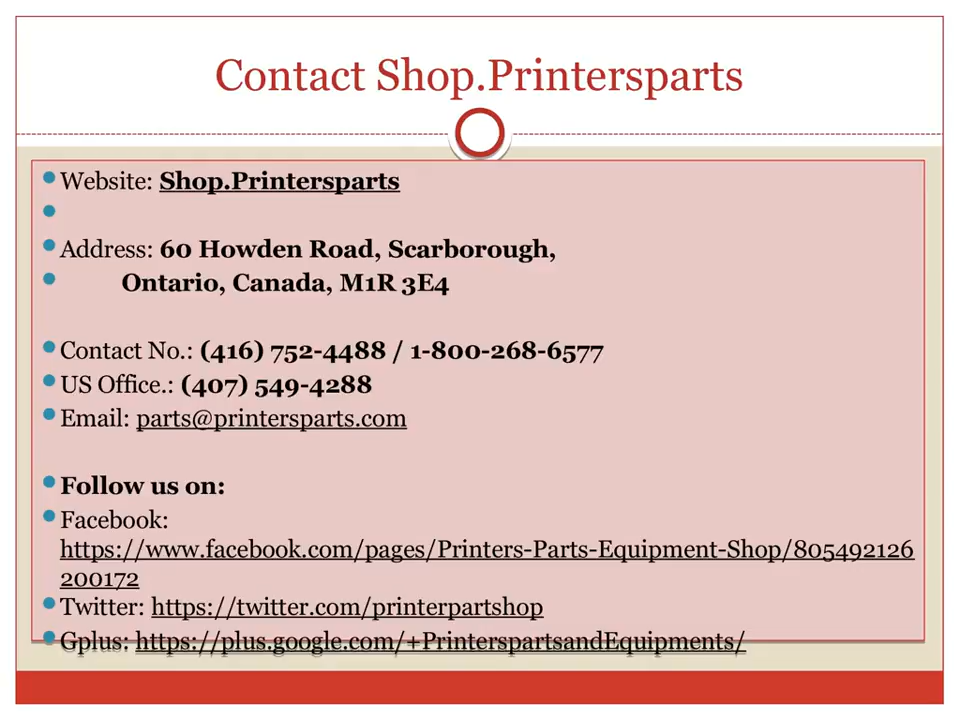 Contact Shop.Printersparts
Website: Shop.Printersparts
Address: 60 Howden Road, Scarborough,
Ontario, Canada, M1R 3E4
Contact No.: (416) 752-4488 / 1-800-268-6577
US Office.: (407) 549-4288
Email: parts@printersparts.com
Follow us on:
Facebook:
https://www.facebook.com/pages/Printers-Parts-Equipment-Shop/805492126
200172
Twitter: https://twitter.com/printerpartshop
Gplus: https://plus.google.com/+PrinterspartsandEquipments/